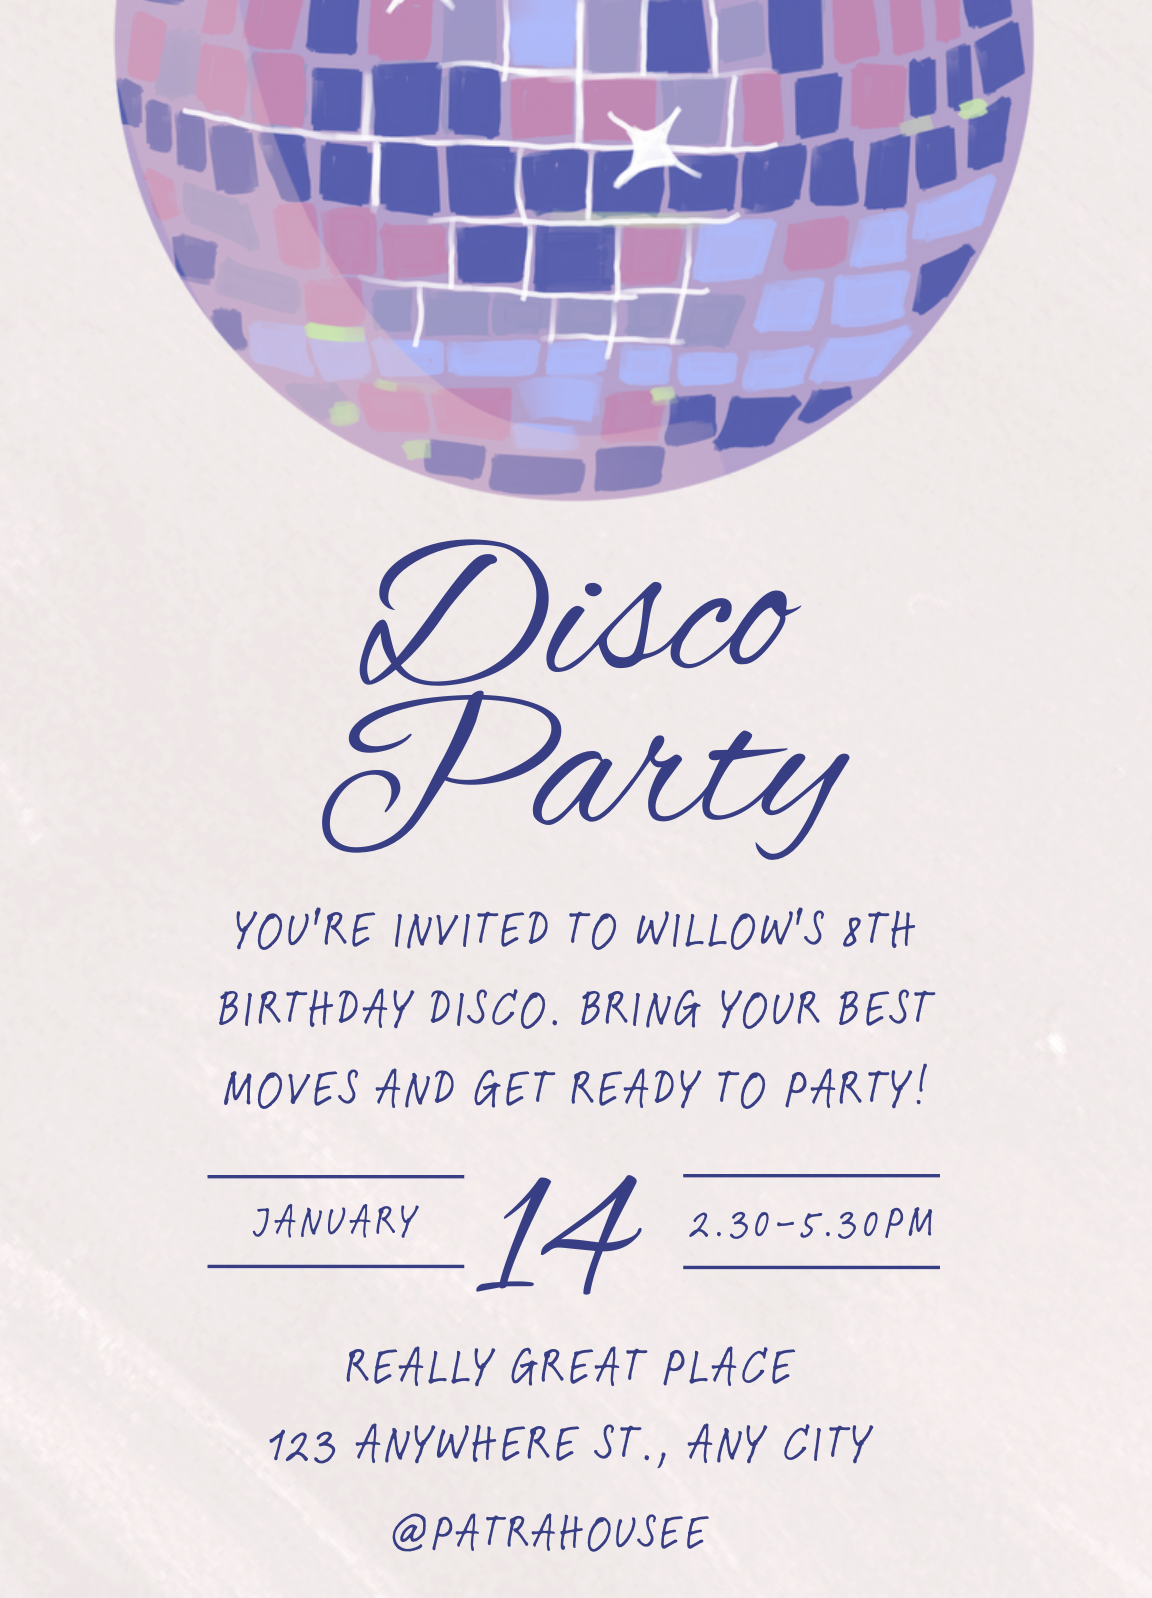 Disco
Party
YOU'RE INVITED TO WILLOW'S 8TH
BIRTHDAY DISCO. BRING YOUR BEST
MOVES AND GET READY TO PARTY!
JANUARY
14
2.30-5.30PM
REALLY GREAT PLACE
123 ANYWHERE ST., ANY CITY
@PATRAHOUSEE